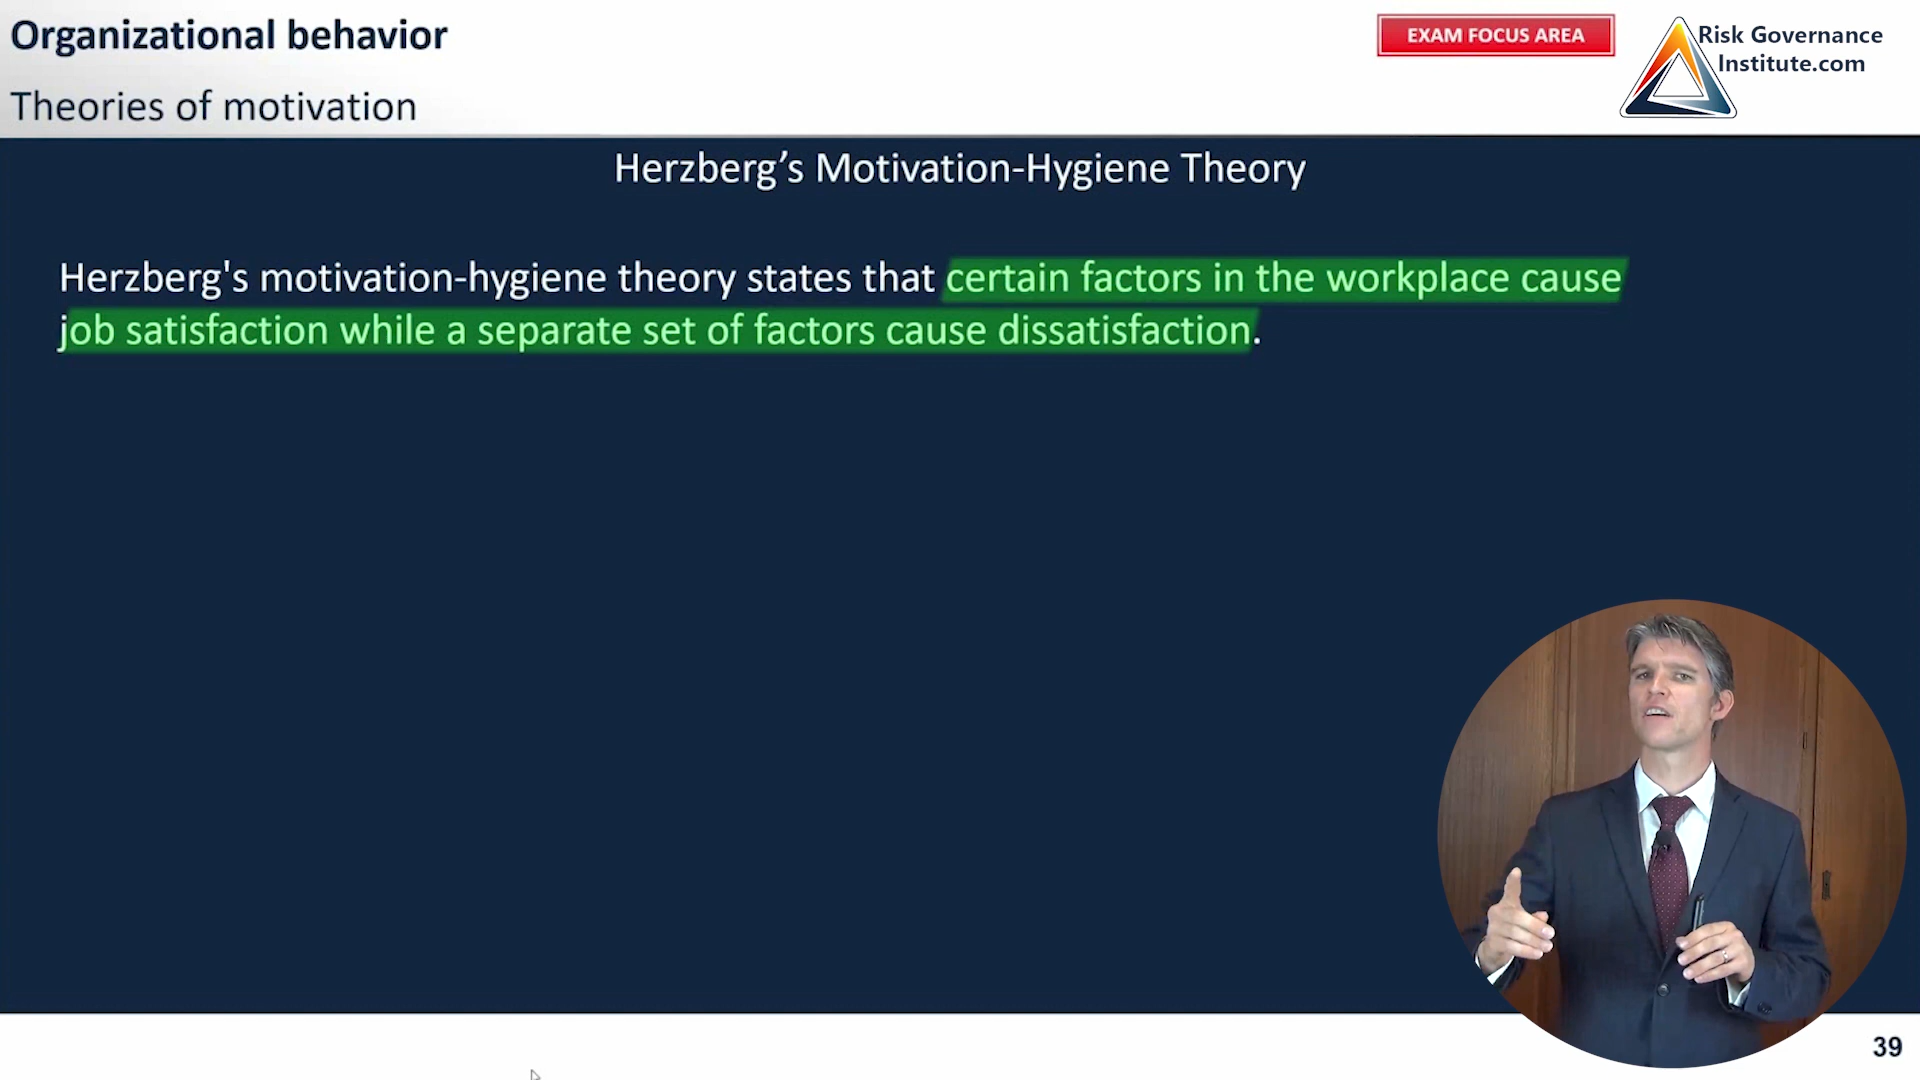 Organizational behavior
Theories of motivation
EXAM FOCUS AREA
Risk Governance
Institute.com
Herzberg’s Motivation-Hygiene Theory
Herzberg's motivation-hygiene theory states that certain factors in the workplace cause
job satisfaction while a separate set of factors cause dissatisfaction.
39